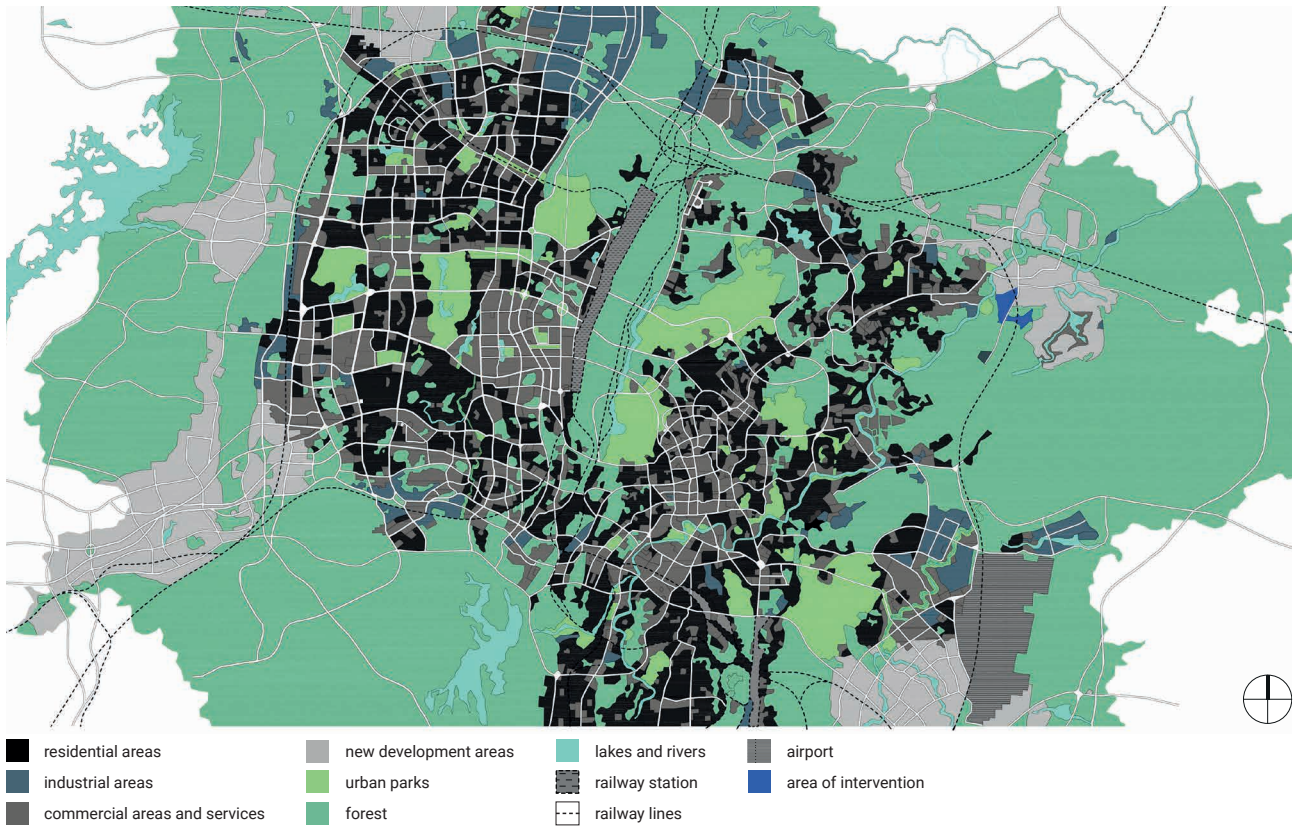 residential areas
industrial areas
commercial areas and services
new development areas
urban parks
forest
lakes and rivers
railway station
railway lines
airport
area of intervention